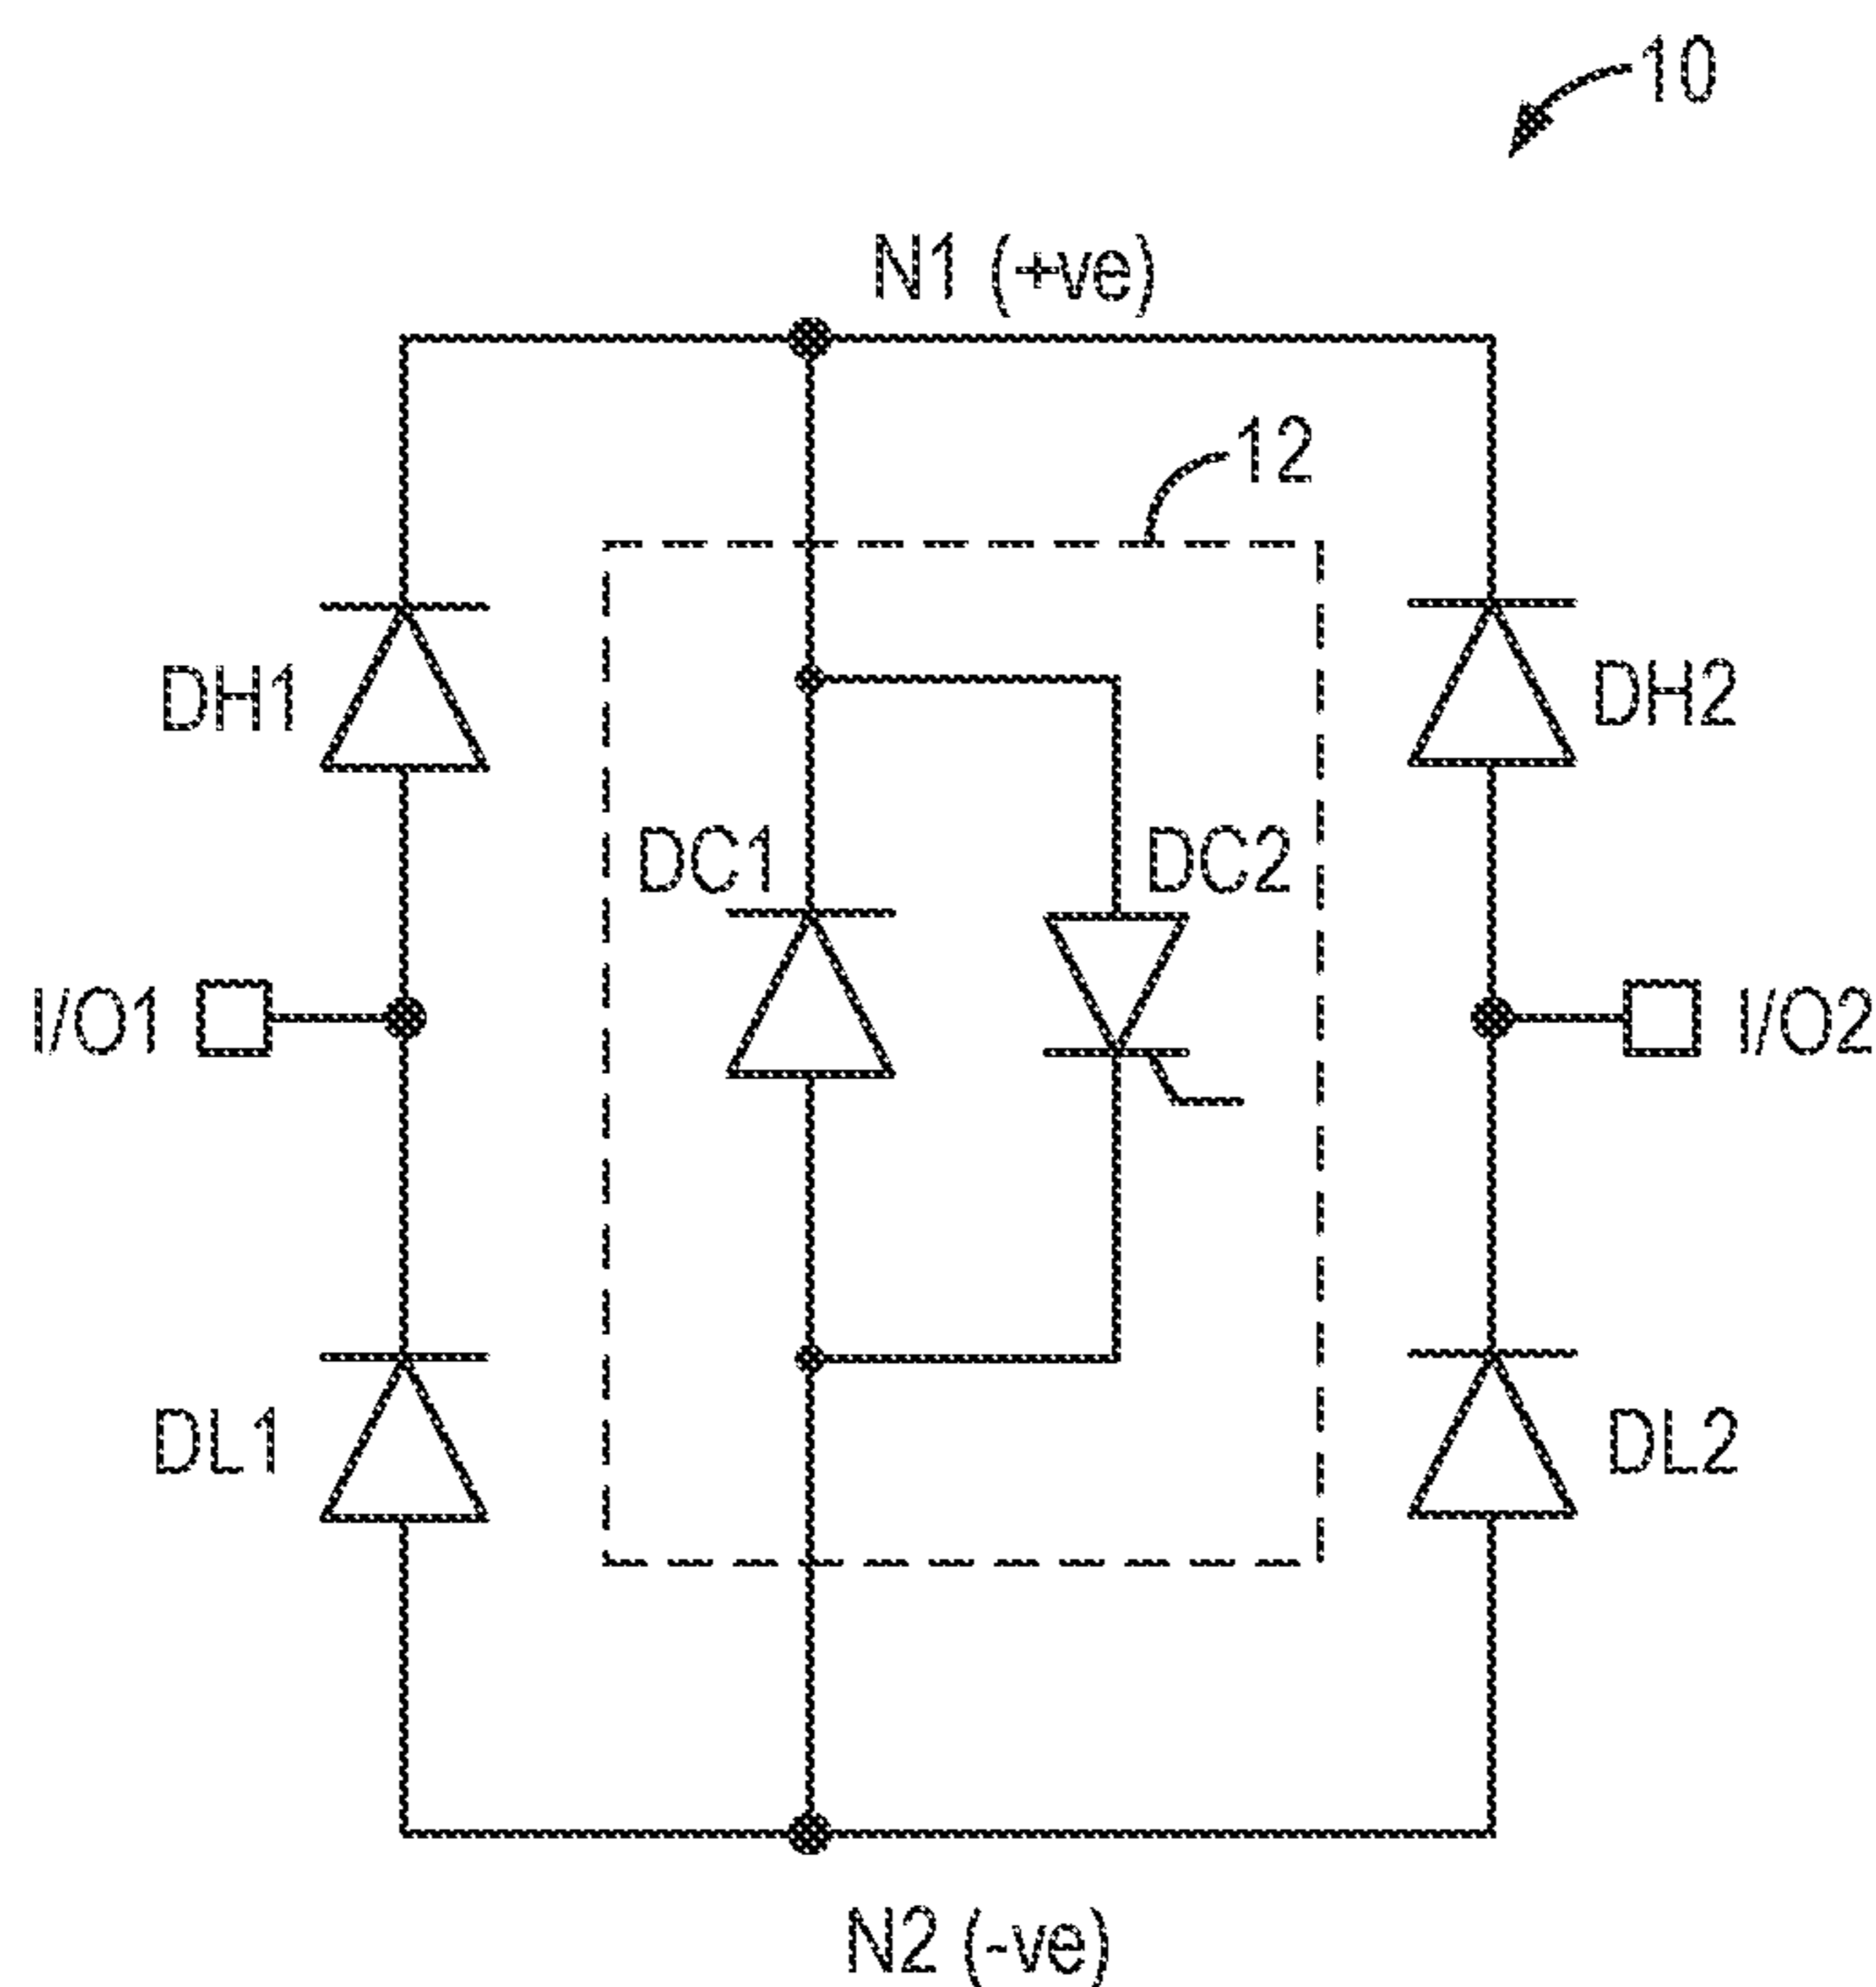 10
N1 (+ve)
12
DH1
DH2
DC1
DC2
I/O1
I/O2
DL1
DL2
N2 (-ve)